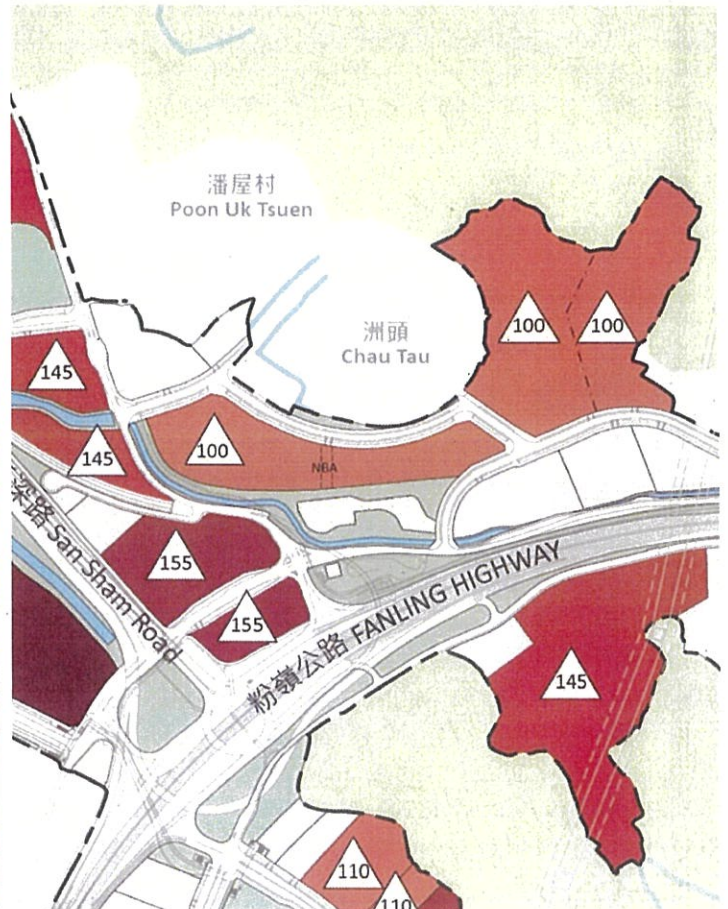 潘屋村
Poon Uk Tsuen
洲頭
Chau Tau
100
100
145
100
145
NBA
深路 San Sham Road
155
155
粉嶺公路 FANLING HIGHWAY
145
110
110